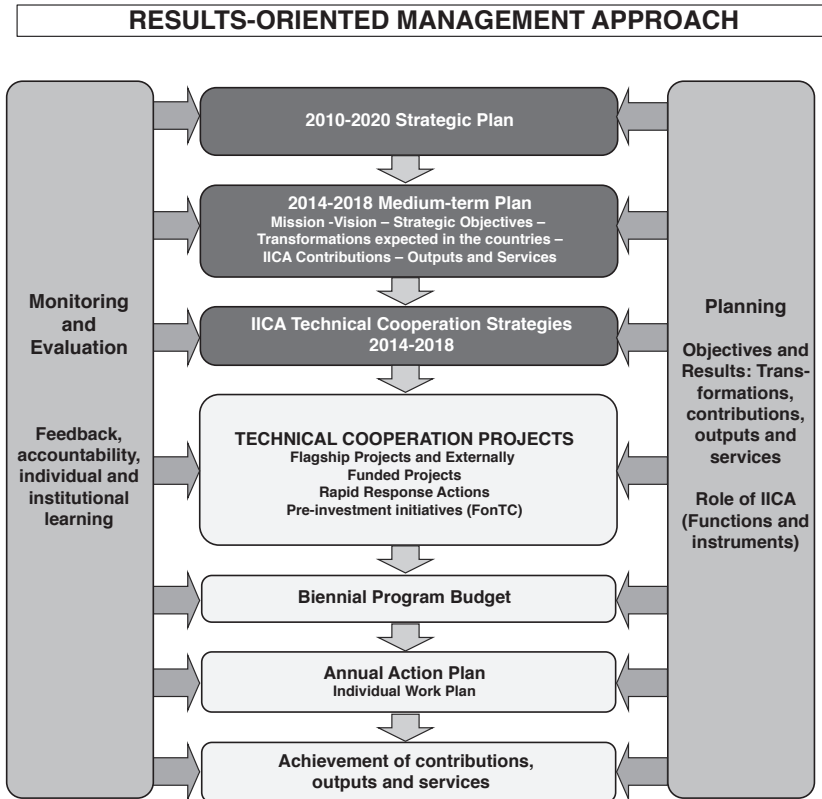 RESULTS-ORIENTED MANAGEMENT APPROACH
Monitoring
and
Evaluation
Feedback,
accountability,
individual and
institutional
learning
2010-2020 Strategic Plan
2014-2018 Medium-term Plan
Mission -Vision – Strategic Objectives –
Transformations expected in the countries –
IICA Contributions – Outputs and Services
IICA Technical Cooperation Strategies
2014-2018
TECHNICAL COOPERATION PROJECTS
Flagship Projects and Externally
Funded Projects
Rapid Response Actions
Pre-investment initiatives (FonTC)
Biennial Program Budget
Annual Action Plan
Individual Work Plan
Achievement of contributions,
outputs and services
Planning
Objectives and
Results: Trans-
formations,
contributions,
outputs and
services
Role of IICA
(Functions and
instruments)